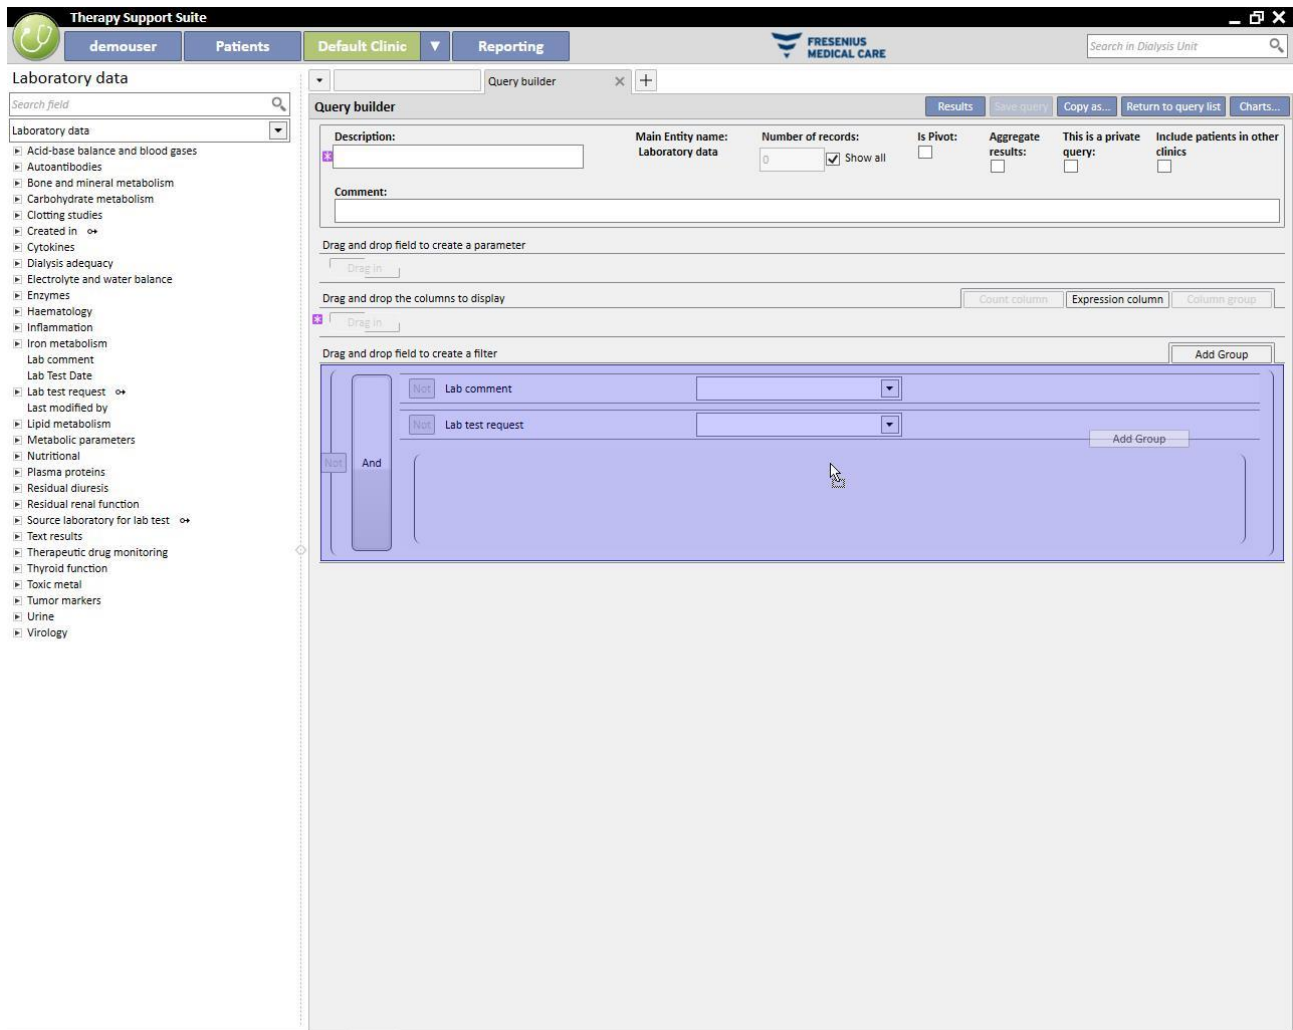 Therapy Support Suite
demouser
Patients
Default Clinic
Reporting
FRESENIUS
MEDICAL CARE
Search in Dialysis Unit
Laboratory data
Search field
Laboratory data
Acid-base balance and blood gases
Autoantibodies
Bone and mineral metabolism
Carbohydrate metabolism
Clotting studies
Created in
Cytokines
Dialysis adequacy
Electrolyte and water balance
Enzymes
Haematology
Inflammation
Iron metabolism
Lab comment
Lab Test Date
Lab test request
Last modified by
Lipid metabolism
Metabolic parameters
Nutritional
Plasma proteins
Residual diuresis
Residual renal function
Source laboratory for lab test
Text results
Therapeutic drug monitoring
Thyroid function
Toxic metal
Tumor markers
Urine
Virology
Query builder
Query builder
Results
Save query
Copy as...
Return to query list
Charts...
Description:
Main Entity name:
Laboratory data
Number of records:
0
Show all
Is Pivot:
Aggregate
results:
This is a private
query:
Include patients in other
clinics
Comment:
Drag and drop field to create a parameter
Drag in
Drag and drop the columns to display
Count column
Expression column
Column group
Drag in
Drag and drop field to create a filter
Add Group
Not
And
Not
Lab comment
Not
Lab test request
Add Group